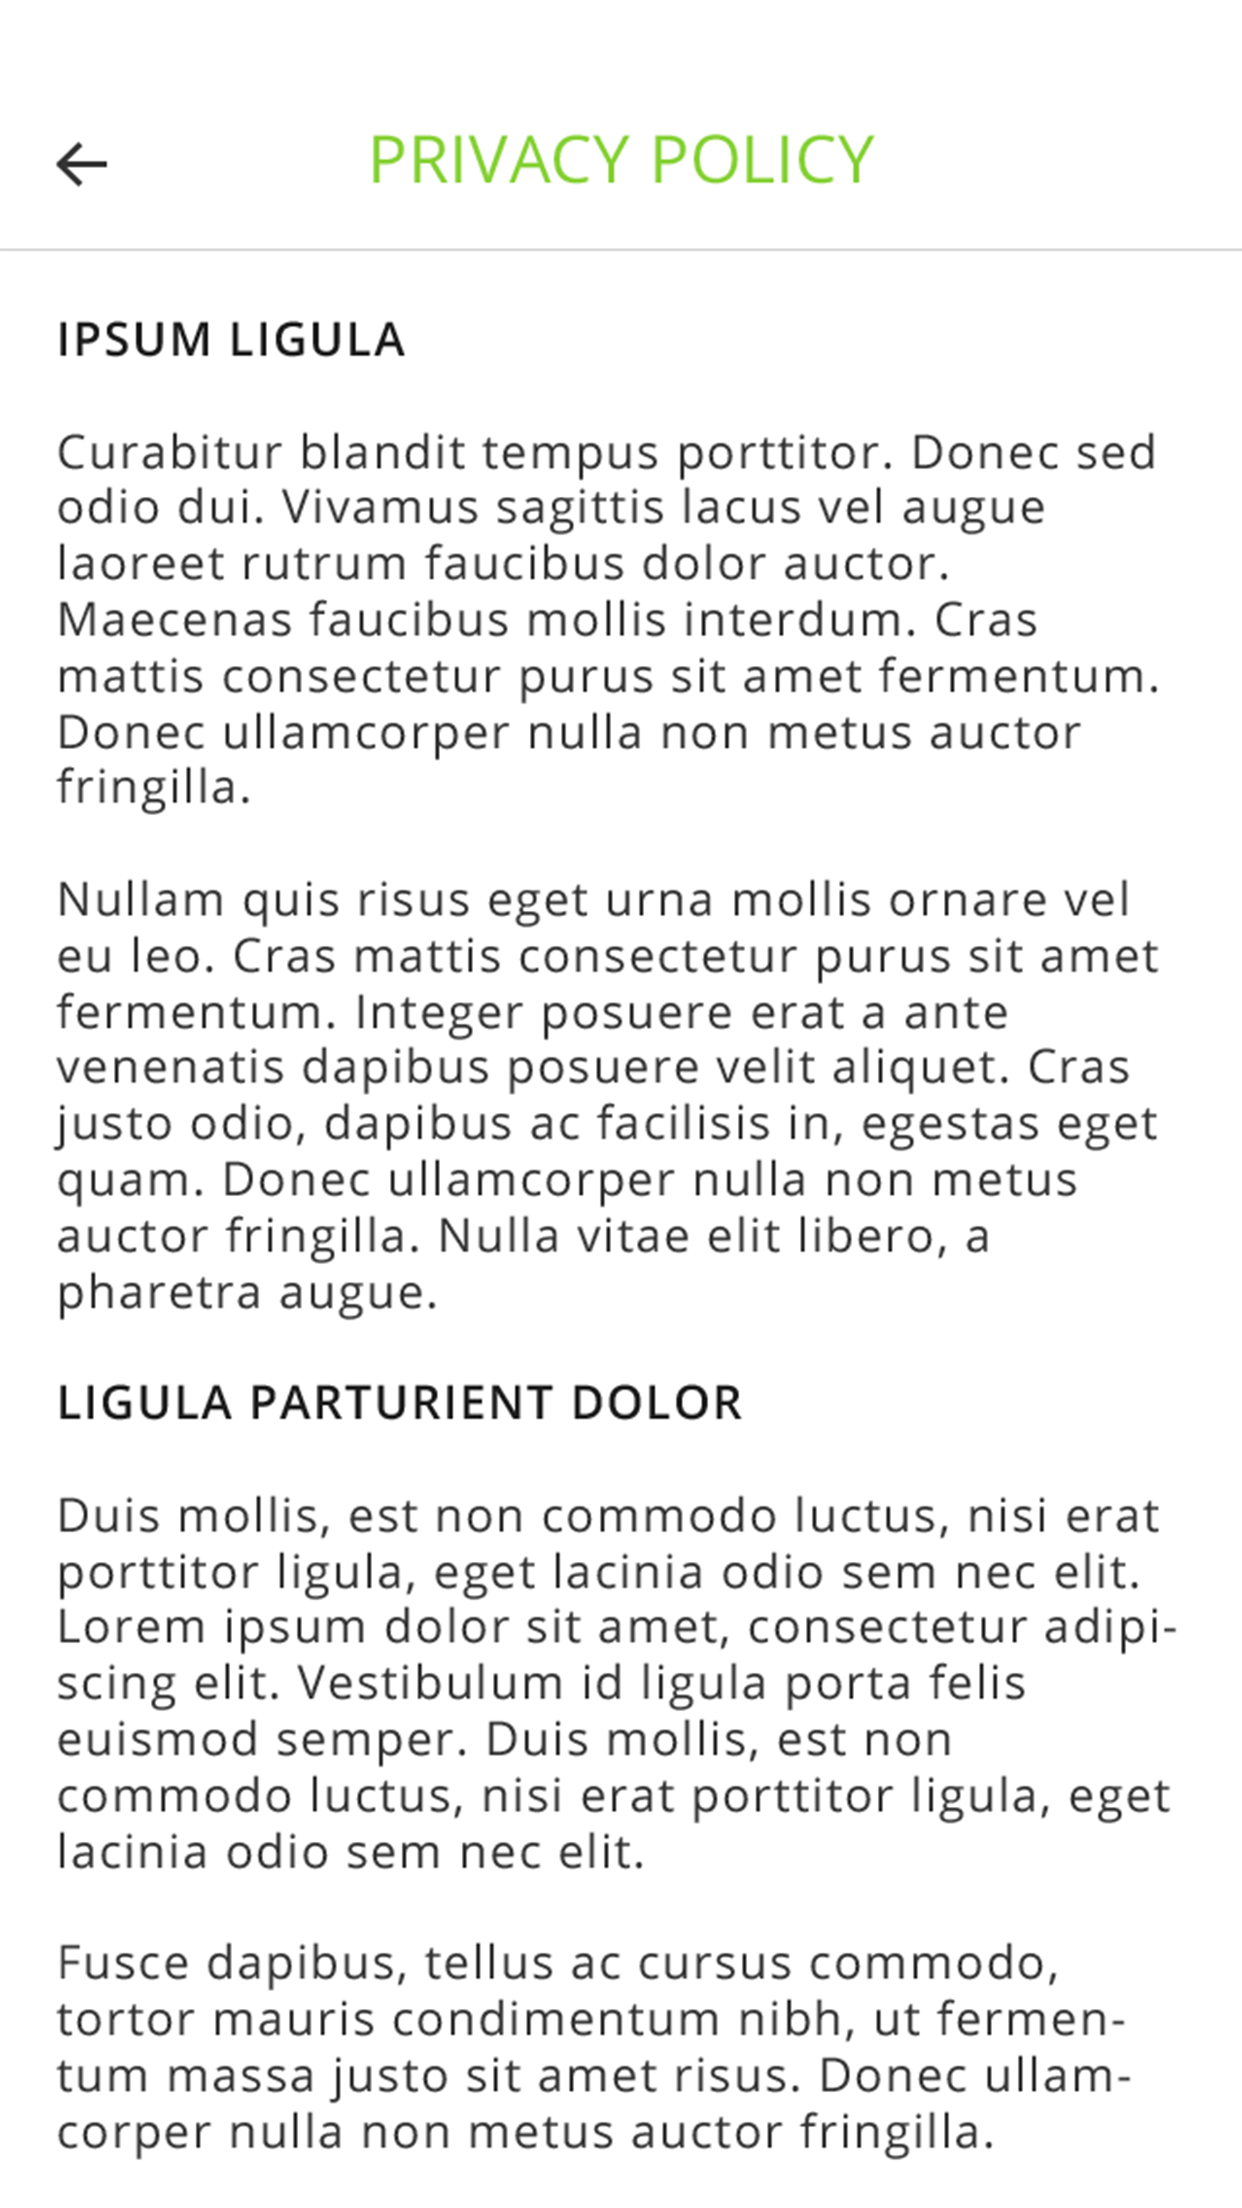 PRIVACY POLICY
IPSUM LIGULA
Curabitur blandit tempus porttitor. Donec sed
odio dui. Vivamus sagittis lacus vel augue
laoreet rutrum faucibus dolor auctor.
Maecenas faucibus mollis interdum. Cras
mattis consectetur purus sit amet fermentum.
Donec ullamcorper nulla non metus auctor
fringilla.
Nullam quis risus eget urna mollis ornare vel
eu leo. Cras mattis consectetur purus sit amet
fermentum. Integer posuere erat a ante
venenatis dapibus posuere velit aliquet. Cras
justo odio, dapibus ac facilisis in, egestas eget
quam. Donec ullamcorper nulla non metus
auctor fringilla. Nulla vitae elit libero, a
pharetra augue.
LIGULA PARTURIENT DOLOR
Duis mollis, est non commodo luctus, nisi erat
porttitor ligula, eget lacinia odio sem nec elit.
Lorem ipsum dolor sit amet, consectetur adipi-
scing elit. Vestibulum id ligula porta felis
euismod semper. Duis mollis, est non
commodo luctus, nisi erat porttitor ligula, eget
lacinia odio sem nec elit.
Fusce dapibus, tellus ac cursus commodo,
tortor mauris condimentum nibh, ut fermen-
tum massa justo sit amet risus. Donec ullam-
corper nulla non metus auctor fringilla.